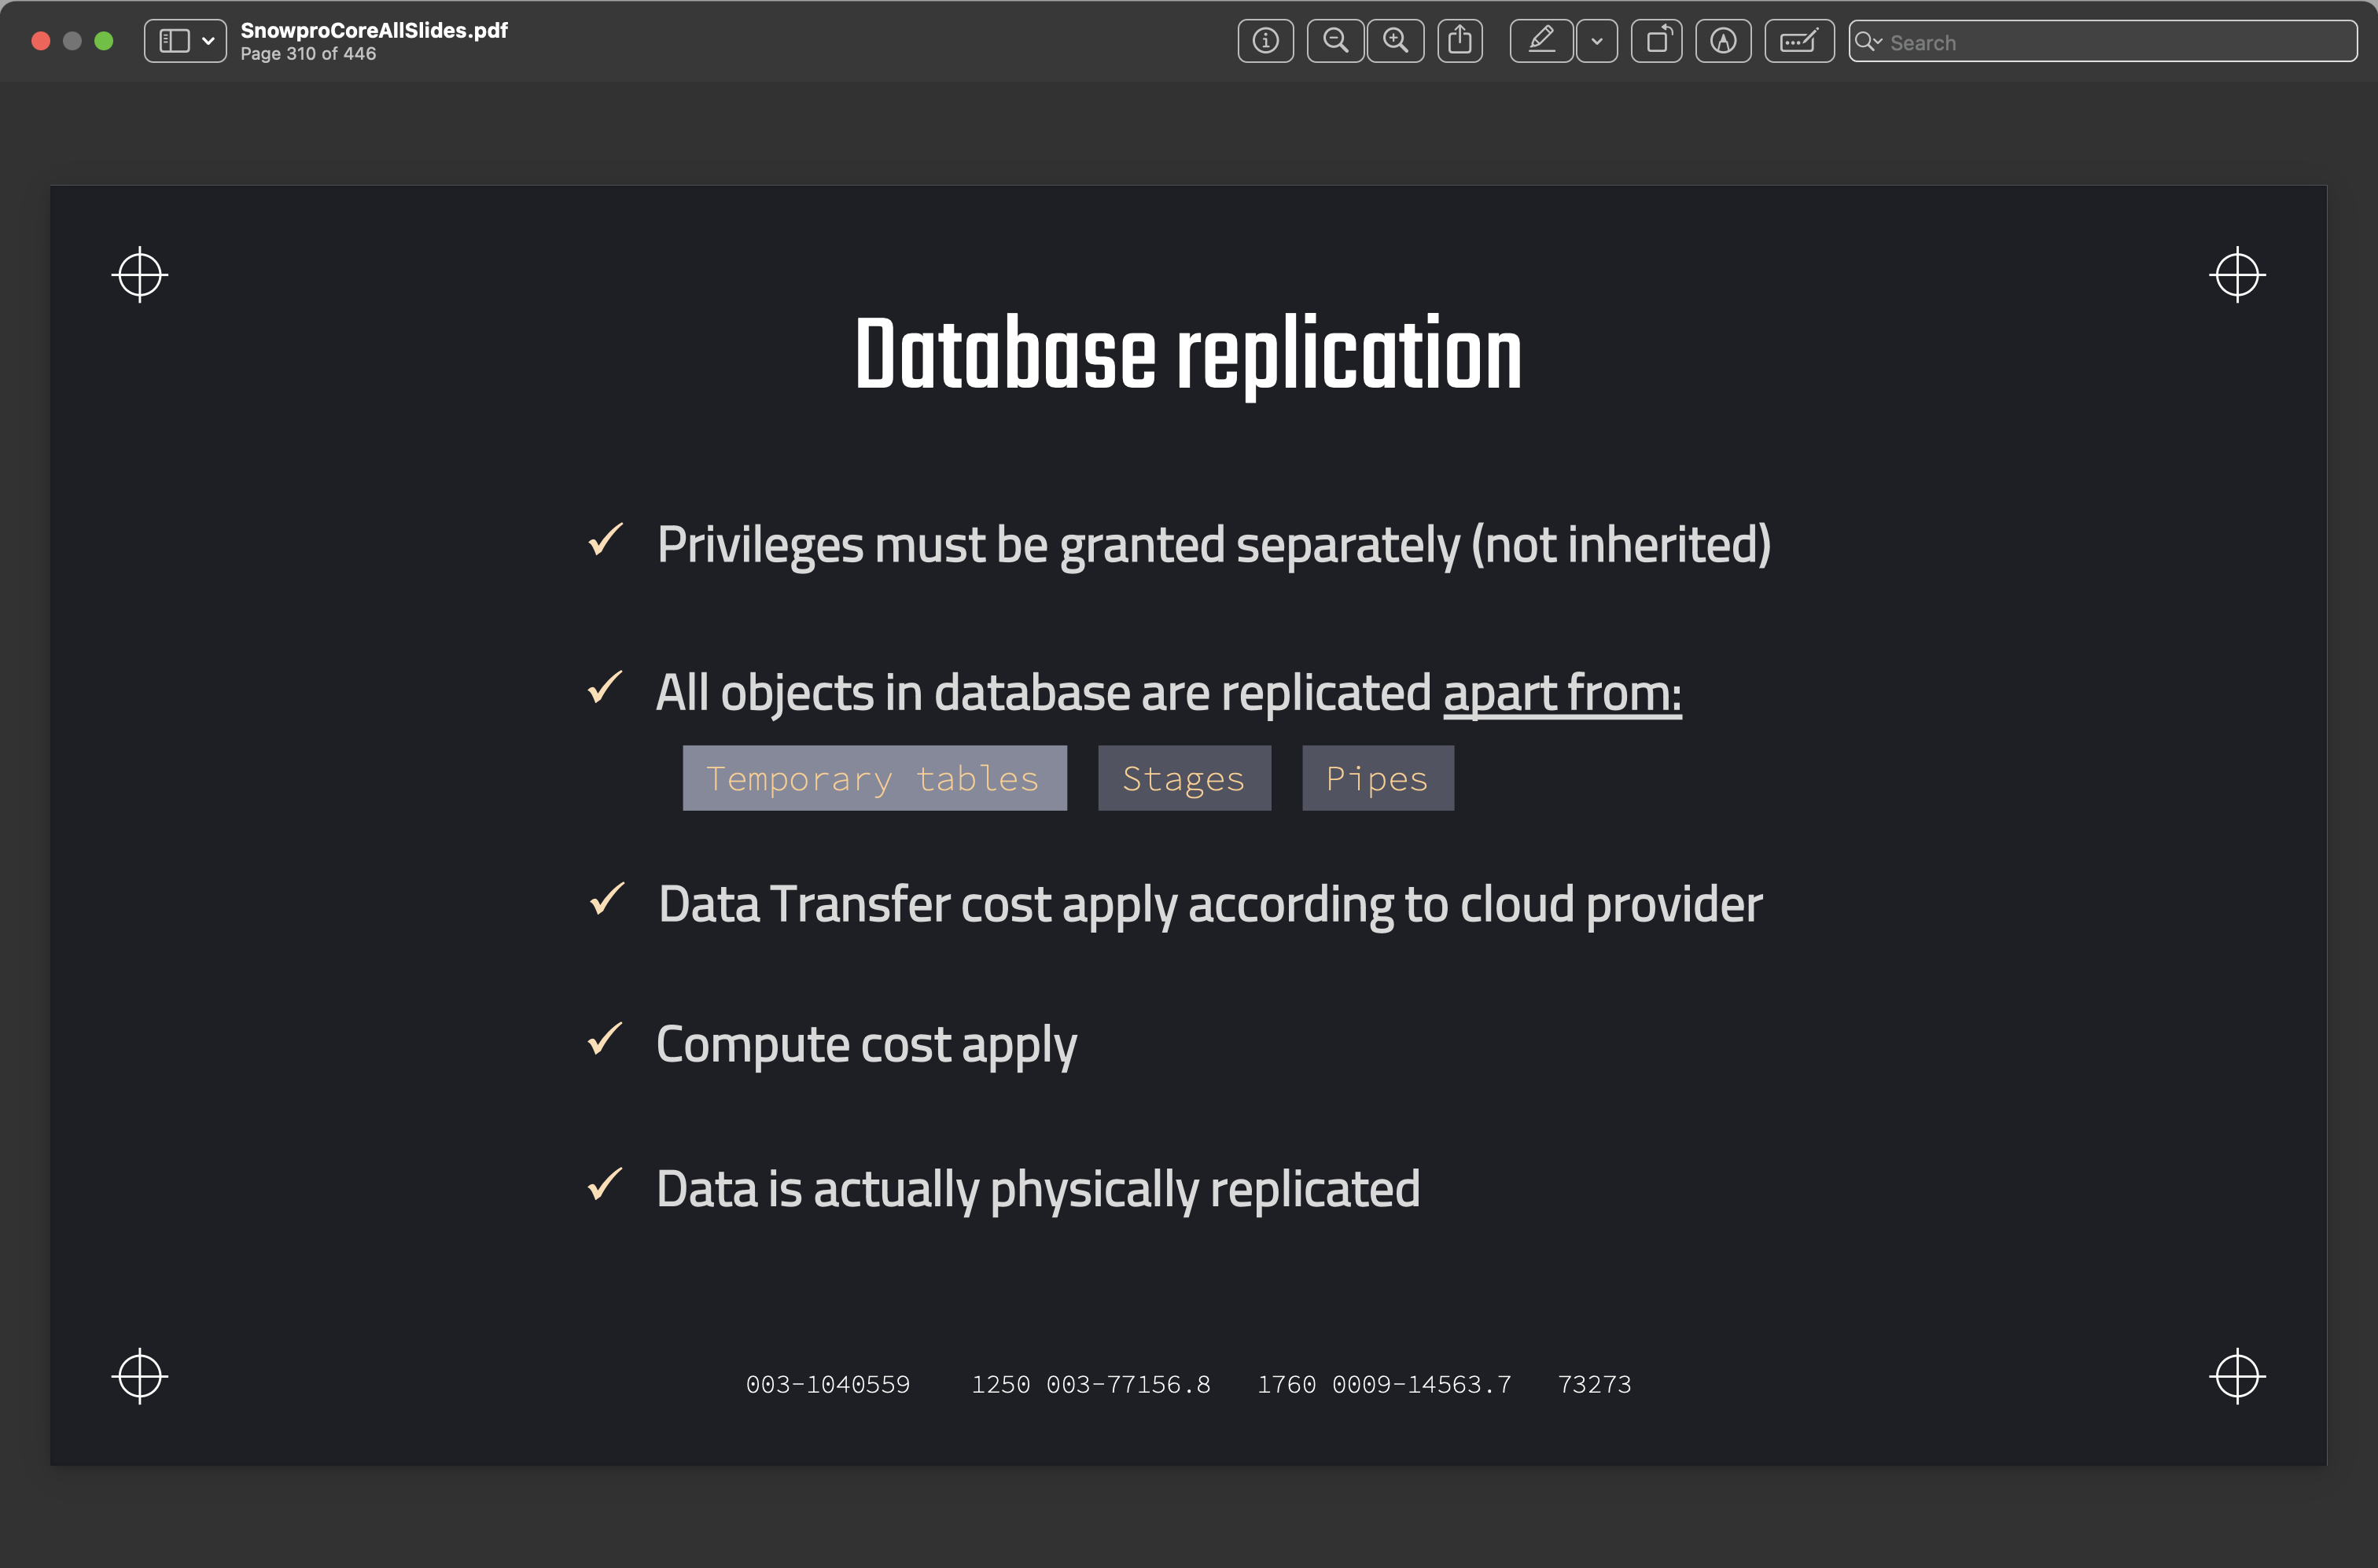 SnowproCoreAllSlides.pdf
Page 310 of 446
Search
Database replication
Privileges must be granted separately (not inherited)
All objects in database are replicated apart from:
Temporary tables Stages Pipes
Data Transfer cost apply according to cloud provider
Compute cost apply
Data is actually physically replicated
003-1040559 1250 003-77156.8 1760 0009-14563.7 73273